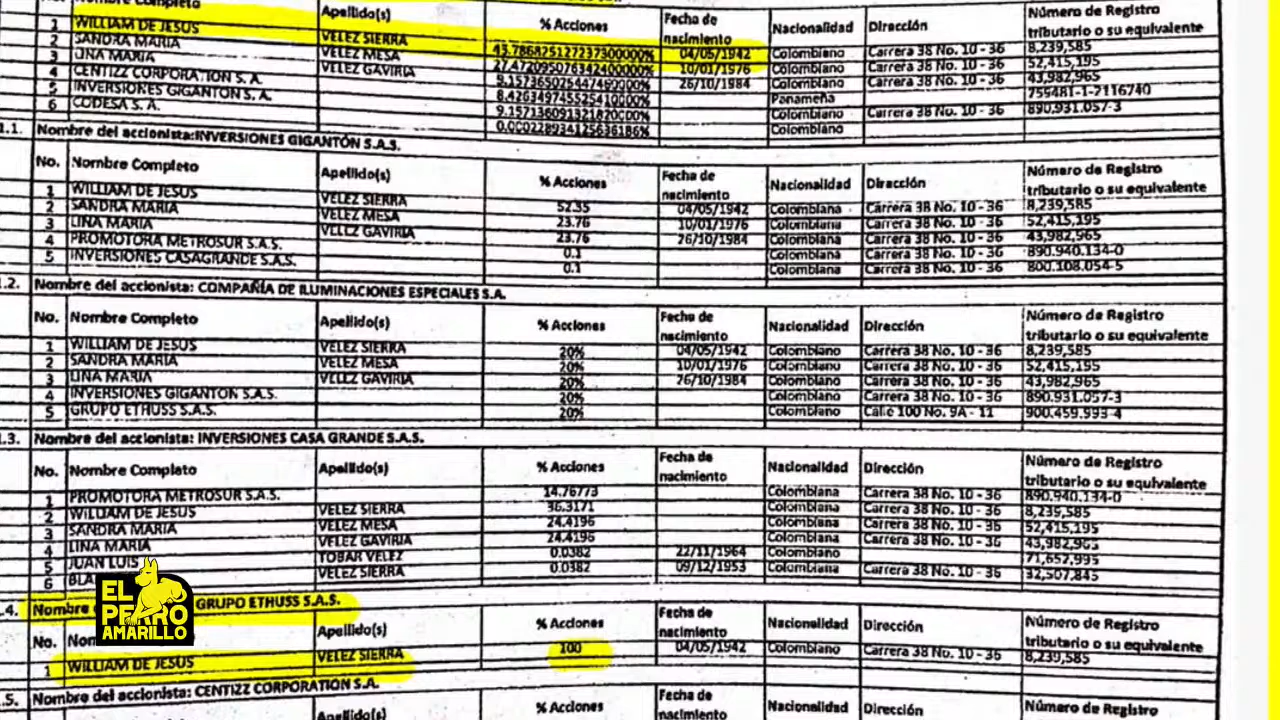 No. Nombre Completo Apellido(s) % Acciones Fecha de nacimiento Nacionalidad Dirección Número de Registro tributario o su equivalente
1 WILLIAM DE JESUS VELEZ SIERRA 04/05/1942 Colombiano Carrera 38 No. 10 - 36 8,239,585
2 SANDRA MARIA VELEZ MESA 10/01/1976 Colombiano Carrera 38 No. 10 - 36 52,415,195
3 LINA MARIA VELEZ GAVIRIA 26/10/1984 Colombiano Carrera 38 No. 10 - 36 43,982,965
4 CENTIZZ CORPORATION S. A. Panameña 759481-1-2116740
5 INVERSIONES GIGANTON S. A. Colombiano Carrera 38 No. 10 - 36 890.931.057-3
6 CODESA S. A. Colombiano
1.1. Nombre del accionista:INVERSIONES GIGANTÓN S.A.S.
No. Nombre Completo Apellido(s) % Acciones Fecha de nacimiento Nacionalidad Dirección Número de Registro tributario o su equivalente
1 WILLIAM DE JESUS VELEZ SIERRA 52.35 04/05/1942 Colombiana Carrera 38 No. 10 - 36 8,239,585
2 SANDRA MARIA VELEZ MESA 23.76 10/01/1976 Colombiana Carrera 38 No. 10 - 36 52,415,195
3 LINA MARIA VELEZ GAVIRIA 23.76 26/10/1984 Colombiana Carrera 38 No. 10 - 36 43,982,965
4 PROMOTORA METROSUR S.A.S. 0.1 Colombiana Carrera 38 No. 10 - 36 890.940.134-0
5 INVERSIONES CASAGRANDE S.A.S. 0.1 Colombiana Carrera 38 No. 10 - 36 800.108.054-5
1.2. Nombre del accionista: COMPAÑÍA DE ILUMINACIONES ESPECIALES S.A.
No. Nombre Completo Apellido(s) % Acciones Fecha de nacimiento Nacionalidad Dirección Número de Registro tributario o su equivalente
1 WILLIAM DE JESUS VELEZ SIERRA 20% 04/05/1942 Colombiano Carrera 38 No. 10 - 36 8,239,585
2 SANDRA MARIA VELEZ MESA 20% 10/01/1976 Colombiano Carrera 38 No. 10 - 36 52,415,195
3 LINA MARIA VELEZ GAVIRIA 20% 26/10/1984 Colombiano Carrera 38 No. 10 - 36 43,982,965
4 INVERSIONES GIGANTON S.A.S. 20% Colombiano Carrera 38 No. 10 - 36 890.931.057-3
5 GRUPO ETHUSS S.A.S. 20% Colombiano Calle 100 No. 9A - 11 900.459.993-4
1.3. Nombre del accionista: INVERSIONES CASA GRANDE S.A.S.
No. Nombre Completo Apellido(s) % Acciones Fecha de nacimiento Nacionalidad Dirección Número de Registro tributario o su equivalente
1 PROMOTORA METROSUR S.A.S. 14.76773 Colombiana Carrera 38 No. 10 - 36 890.940.134-0
2 WILLIAM DE JESUS VELEZ SIERRA 36.3171 Colombiana Carrera 38 No. 10 - 36 8,239,585
3 SANDRA MARIA VELEZ MESA 24.4196 Colombiana Carrera 38 No. 10 - 36 52,415,195
4 LINA MARIA VELEZ GAVIRIA 24.4196 Colombiana Carrera 38 No. 10 - 36 43,982,965
5 JUAN LUIS TOBAR VELEZ 0.0382 22/11/1964 Colombiano 71,657,995
6 VELEZ SIERRA 0.0382 09/12/1953 Colombiana Carrera 38 No. 10 - 36 32,507,845
1.4. Nombre GRUPO ETHUSS S.A.S.
No. Apellido(s) % Acciones Fecha de nacimiento Nacionalidad Dirección Número de Registro tributario o su equivalente
1 WILLIAM DE JESUS VELEZ SIERRA 100 04/05/1942 Colombiana Carrera 38 No. 10 - 36 8,239,585
1.5. Nombre del accionista: CENTIZZ CORPORATION S.A.
Apellido(s) Fecha de Número de Registro
EL
PERRO
AMARILLO